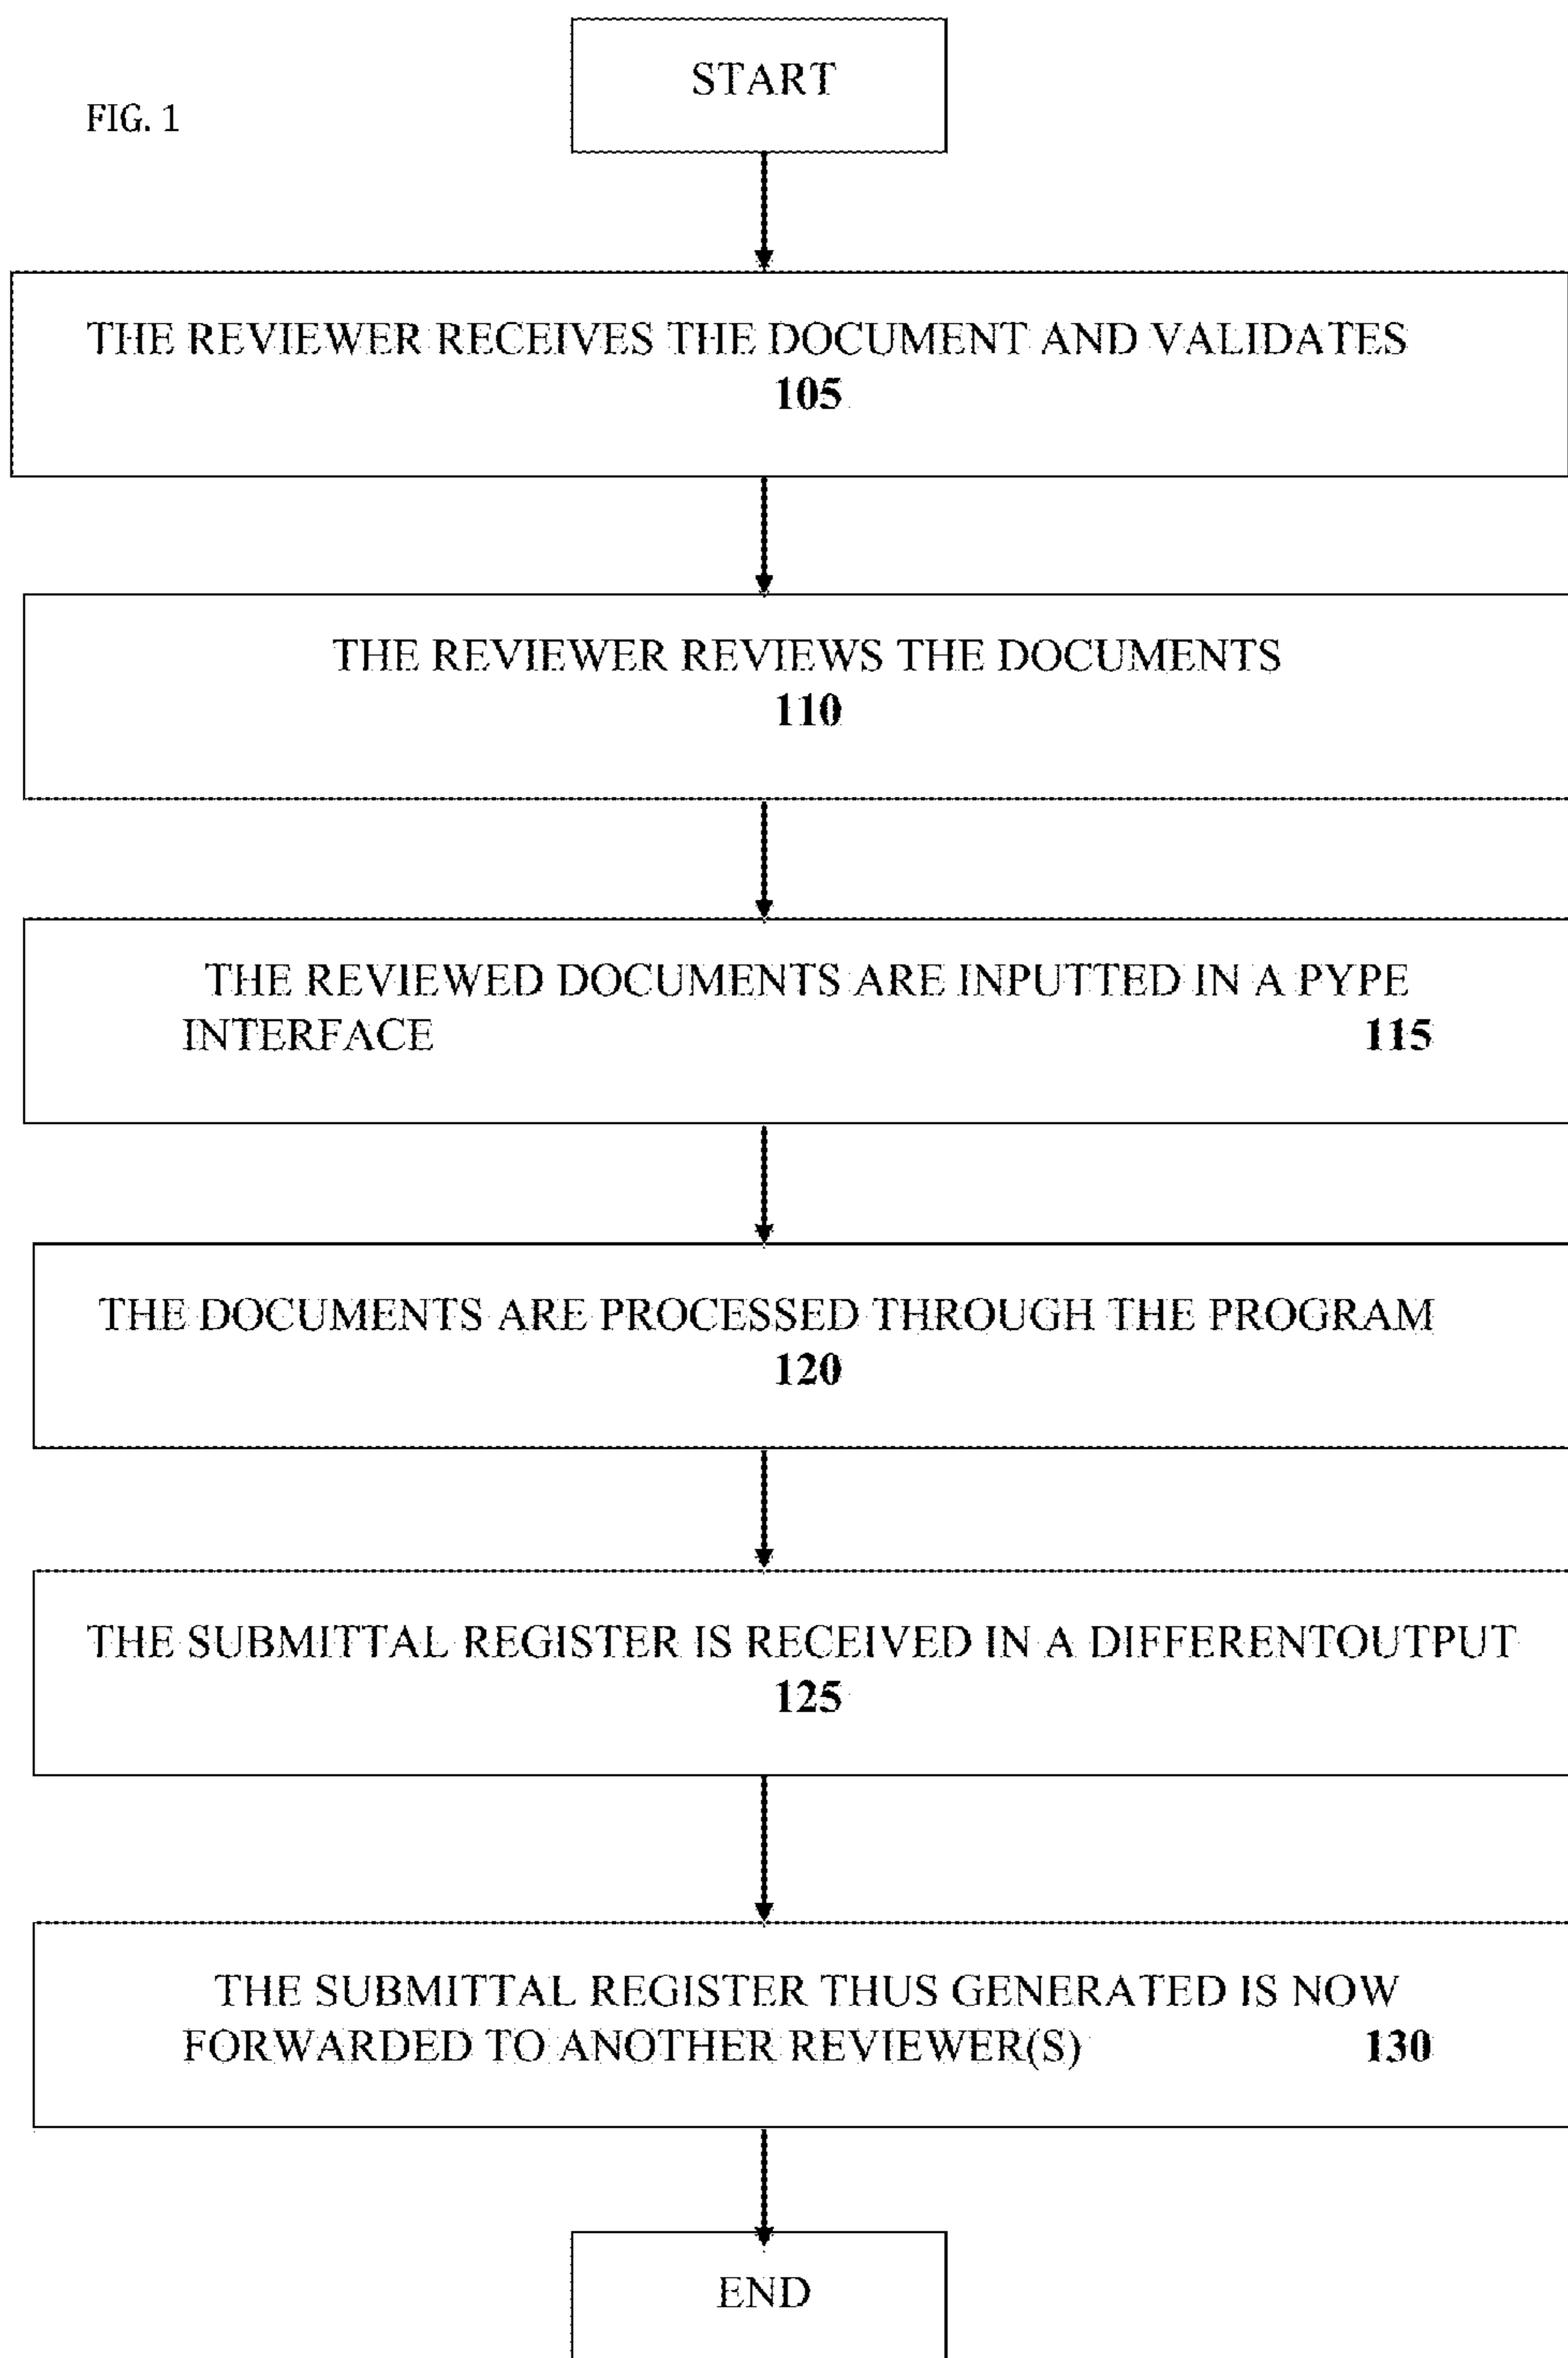 START
FIG. 1
THE REVIEWER RECEIVES THE DOCUMENT AND VALIDATES
105
THE REVIEWER REVIEWS THE DOCUMENTS
110
THE REVIEWED DOCUMENTS ARE INPUTTED IN A PYPE
INTERFACE 115
THE DOCUMENTS ARE PROCESSED THROUGH THE PROGRAM
120
THE SUBMITTAL REGISTER IS RECEIVED IN A DIFFERENTOUTPUT
125
THE SUBMITTAL REGISTER THUS GENERATED IS NOW
FORWARDED TO ANOTHER REVIEWER(S) 130
END